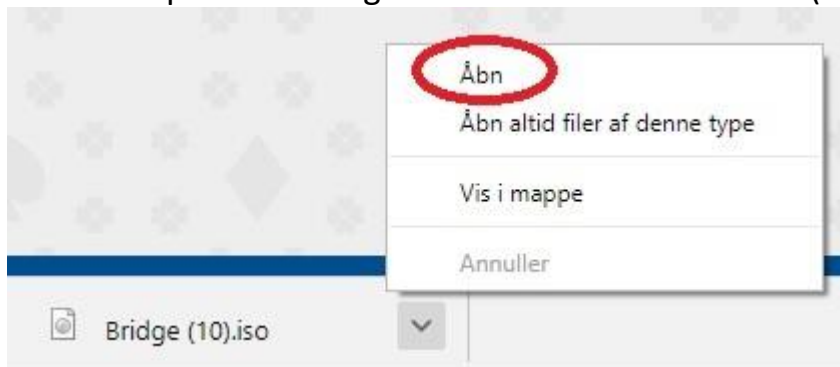 Åbn
Åbn altid filer af denne type
Vis i mappe
Annuller
Bridge (10).iso